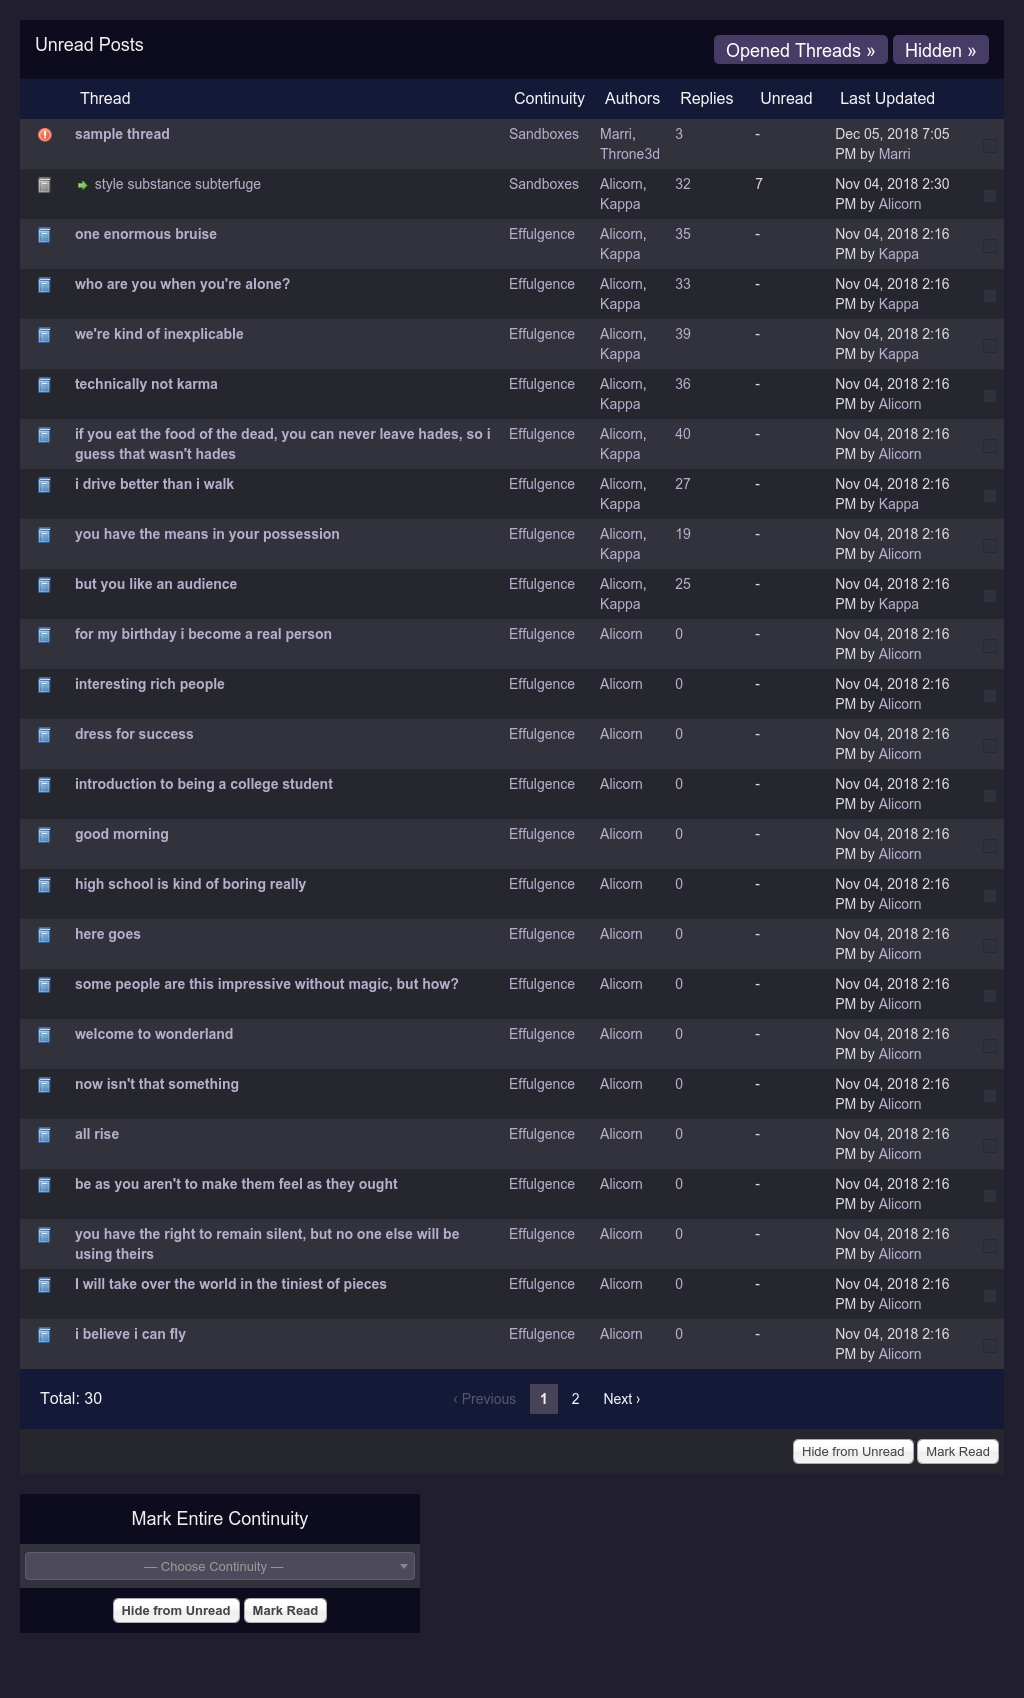 Unread Posts
Opened Threads »
Hidden »
Thread Continuity Authors Replies Unread Last Updated
sample thread Sandboxes Marri, 3 - Dec 05, 2018 7:05
Throne3d PM by Marri
style substance subterfuge Sandboxes Alicorn, 32 7 Nov 04, 2018 2:30
Kappa PM by Alicorn
one enormous bruise Effulgence Alicorn, 35 - Nov 04, 2018 2:16
Kappa PM by Kappa
who are you when you're alone? Effulgence Alicorn, 33 - Nov 04, 2018 2:16
Kappa PM by Kappa
we're kind of inexplicable Effulgence Alicorn, 39 - Nov 04, 2018 2:16
Kappa PM by Kappa
technically not karma Effulgence Alicorn, 36 - Nov 04, 2018 2:16
Kappa PM by Alicorn
if you eat the food of the dead, you can never leave hades, so i Effulgence Alicorn, 40 - Nov 04, 2018 2:16
guess that wasn't hades Kappa PM by Alicorn
i drive better than i walk Effulgence Alicorn, 27 - Nov 04, 2018 2:16
Kappa PM by Kappa
you have the means in your possession Effulgence Alicorn, 19 - Nov 04, 2018 2:16
Kappa PM by Alicorn
but you like an audience Effulgence Alicorn, 25 - Nov 04, 2018 2:16
Kappa PM by Kappa
for my birthday i become a real person Effulgence Alicorn 0 - Nov 04, 2018 2:16
PM by Alicorn
interesting rich people Effulgence Alicorn 0 - Nov 04, 2018 2:16
PM by Alicorn
dress for success Effulgence Alicorn 0 - Nov 04, 2018 2:16
PM by Alicorn
introduction to being a college student Effulgence Alicorn 0 - Nov 04, 2018 2:16
PM by Alicorn
good morning Effulgence Alicorn 0 - Nov 04, 2018 2:16
PM by Alicorn
high school is kind of boring really Effulgence Alicorn 0 - Nov 04, 2018 2:16
PM by Alicorn
here goes Effulgence Alicorn 0 - Nov 04, 2018 2:16
PM by Alicorn
some people are this impressive without magic, but how? Effulgence Alicorn 0 - Nov 04, 2018 2:16
PM by Alicorn
welcome to wonderland Effulgence Alicorn 0 - Nov 04, 2018 2:16
PM by Alicorn
now isn't that something Effulgence Alicorn 0 - Nov 04, 2018 2:16
PM by Alicorn
all rise Effulgence Alicorn 0 - Nov 04, 2018 2:16
PM by Alicorn
be as you aren't to make them feel as they ought Effulgence Alicorn 0 - Nov 04, 2018 2:16
PM by Alicorn
you have the right to remain silent, but no one else will be Effulgence Alicorn 0 - Nov 04, 2018 2:16
using theirs PM by Alicorn
I will take over the world in the tiniest of pieces Effulgence Alicorn 0 - Nov 04, 2018 2:16
PM by Alicorn
i believe i can fly Effulgence Alicorn 0 - Nov 04, 2018 2:16
PM by Alicorn
Total: 30 ‹ Previous 1 2 Next ›
Hide from Unread Mark Read
Mark Entire Continuity
— Choose Continuity —
Hide from Unread Mark Read